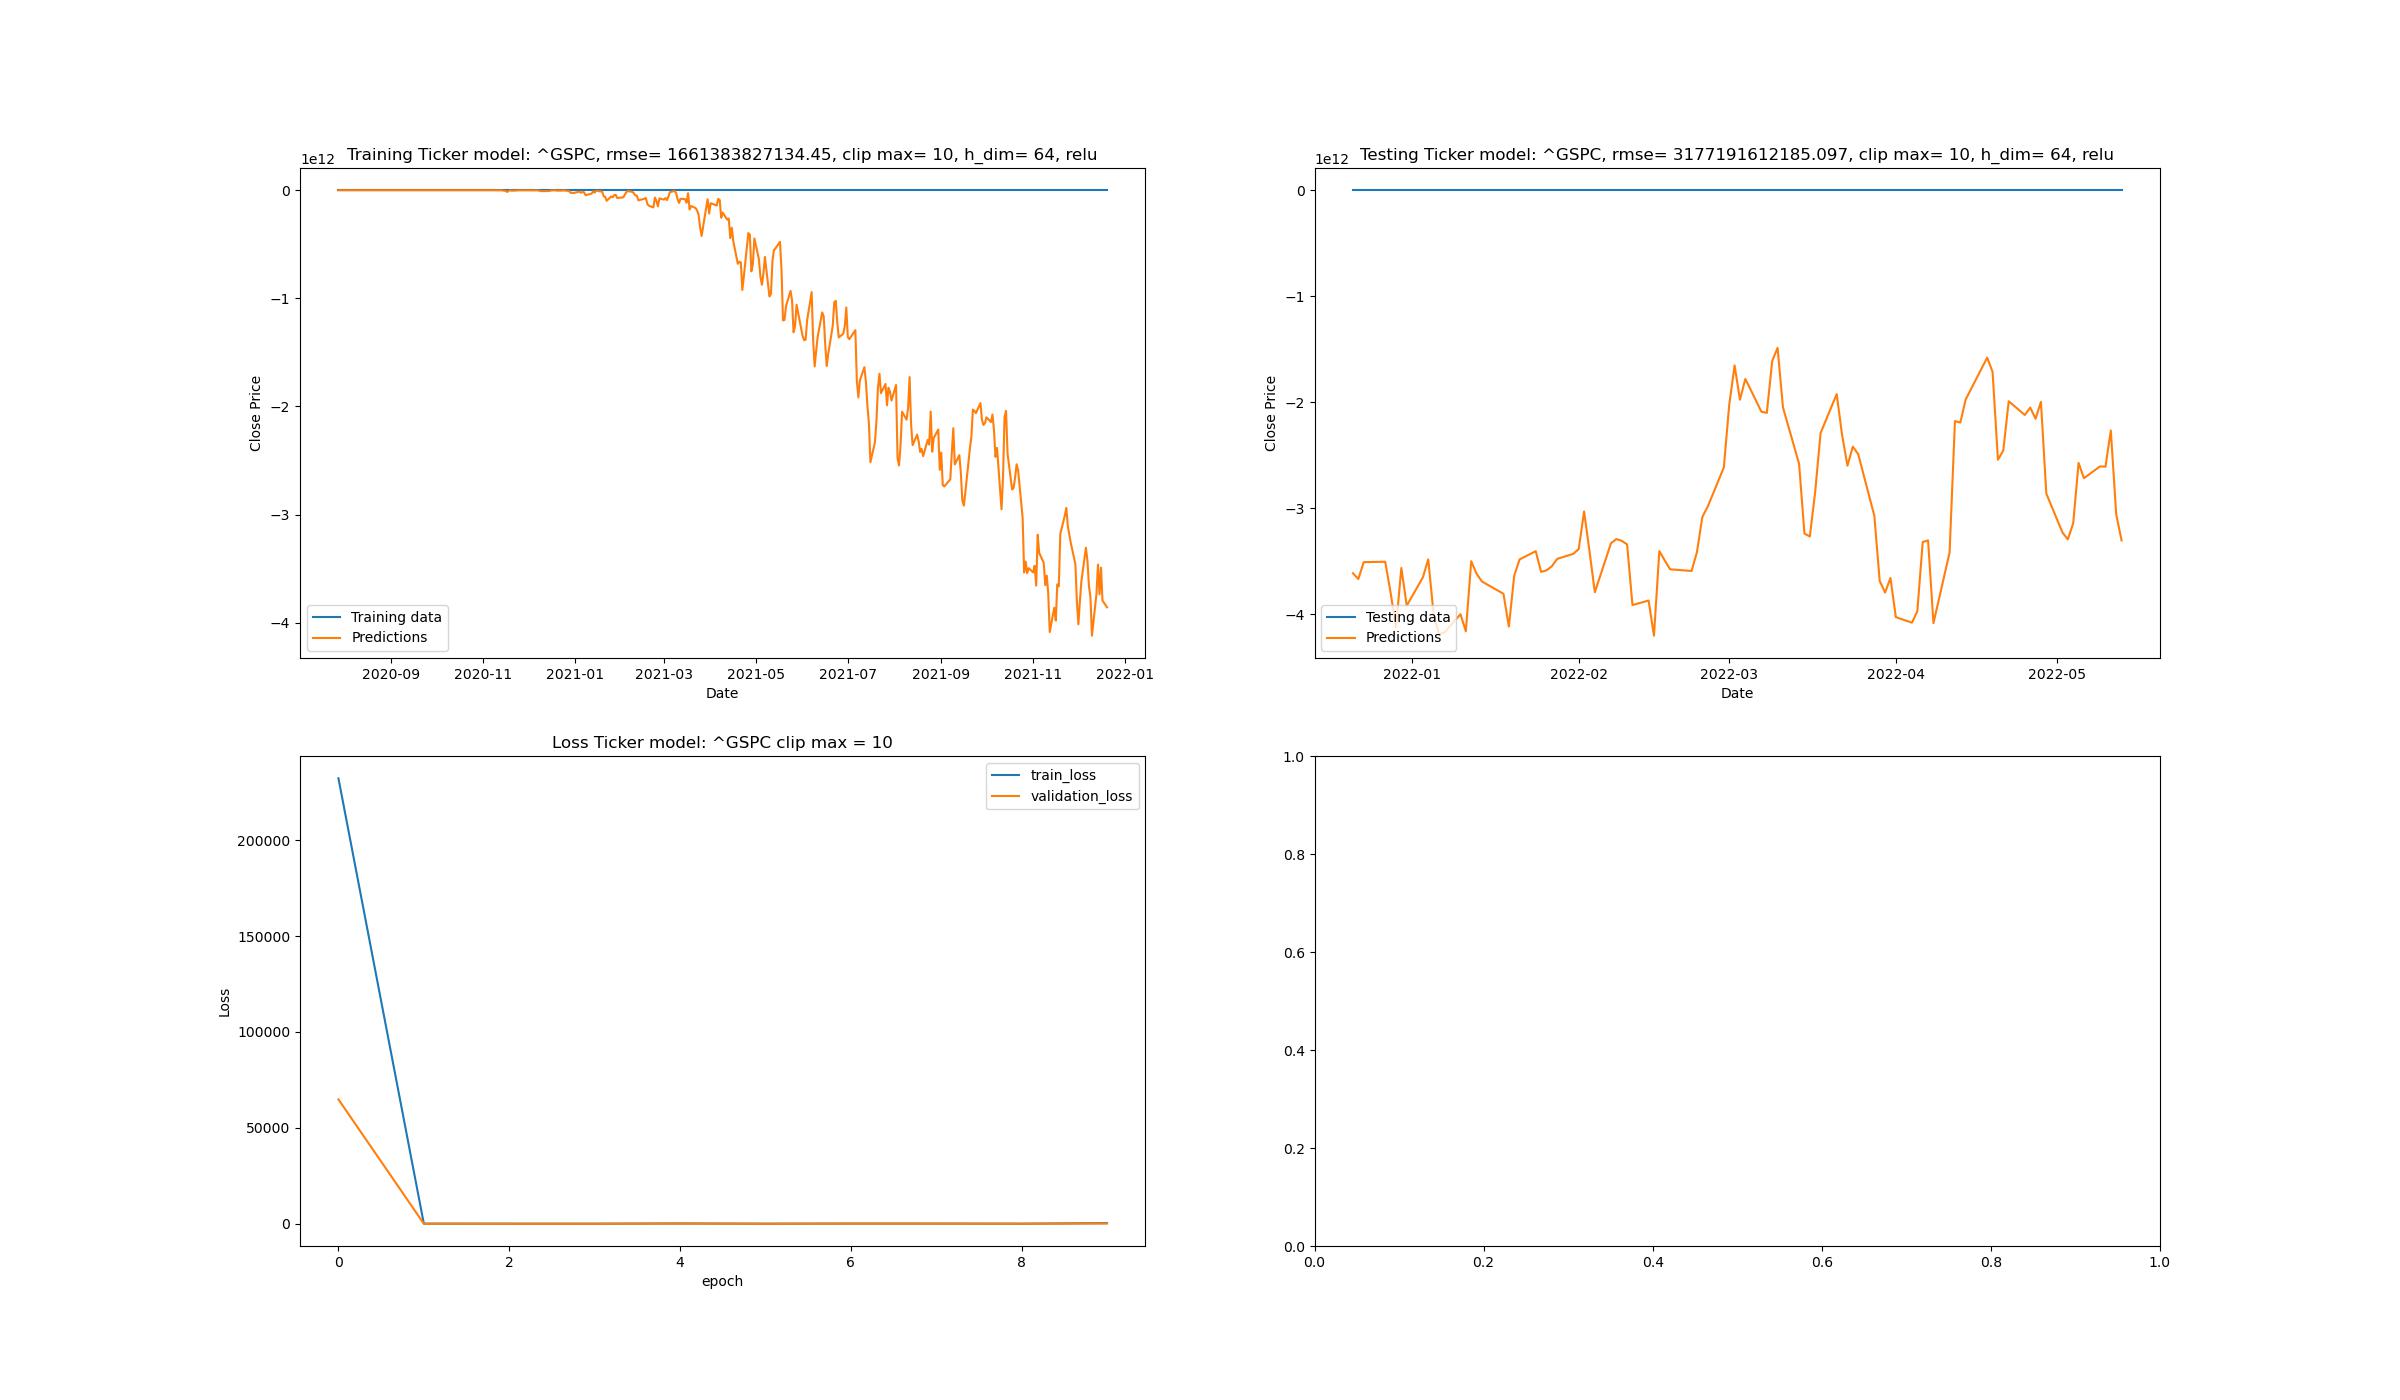 Training Ticker model: ^GSPC, rmse= 1661383827134.45, clip max= 10, h_dim= 64, relu
1e12
0
−1
−2
−3
−4
Close Price
Training data
Predictions
2020-09 2020-11 2021-01 2021-03 2021-05 2021-07 2021-09 2021-11 2022-01
Date
Testing Ticker model: ^GSPC, rmse= 3177191612185.097, clip max= 10, h_dim= 64, relu
1e12
0
−1
−2
−3
−4
Close Price
Testing data
Predictions
2022-01 2022-02 2022-03 2022-04 2022-05
Date
Loss Ticker model: ^GSPC clip max = 10
train_loss
validation_loss
200000
150000
100000
50000
0
Loss
0 2 4 6 8
epoch
1.0
0.8
0.6
0.4
0.2
0.0
0.0 0.2 0.4 0.6 0.8 1.0